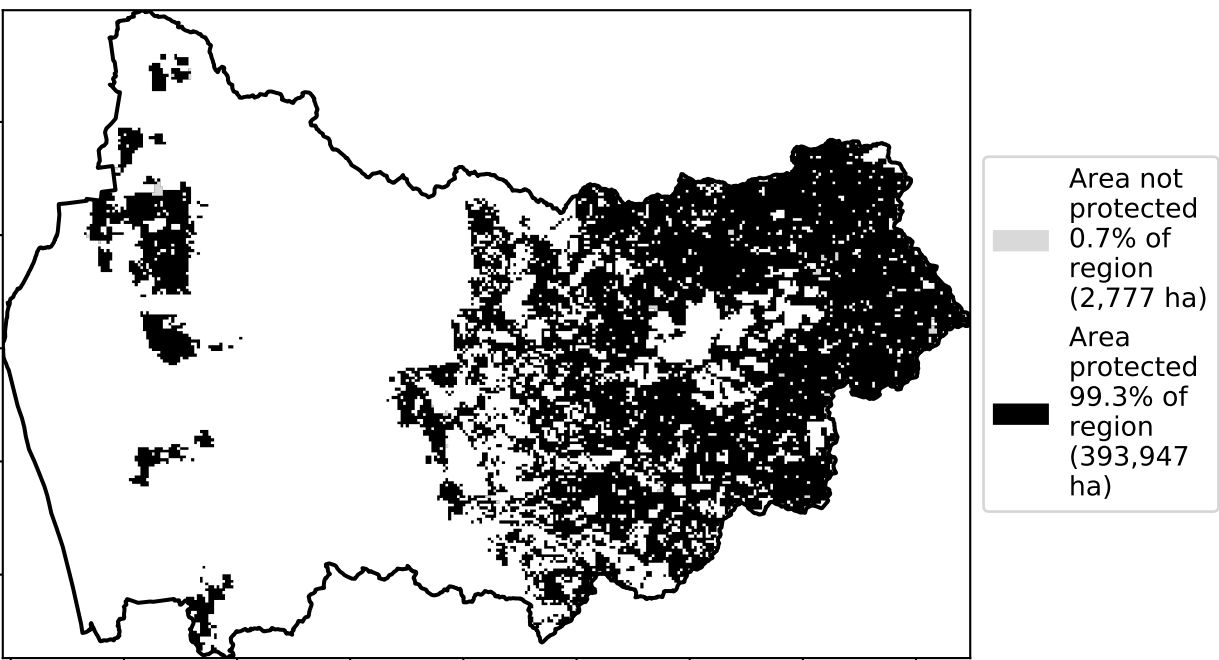 Area not
protected
0.7% of
region
(2,777 ha)
Area
protected
99.3% of
region
(393,947
ha)